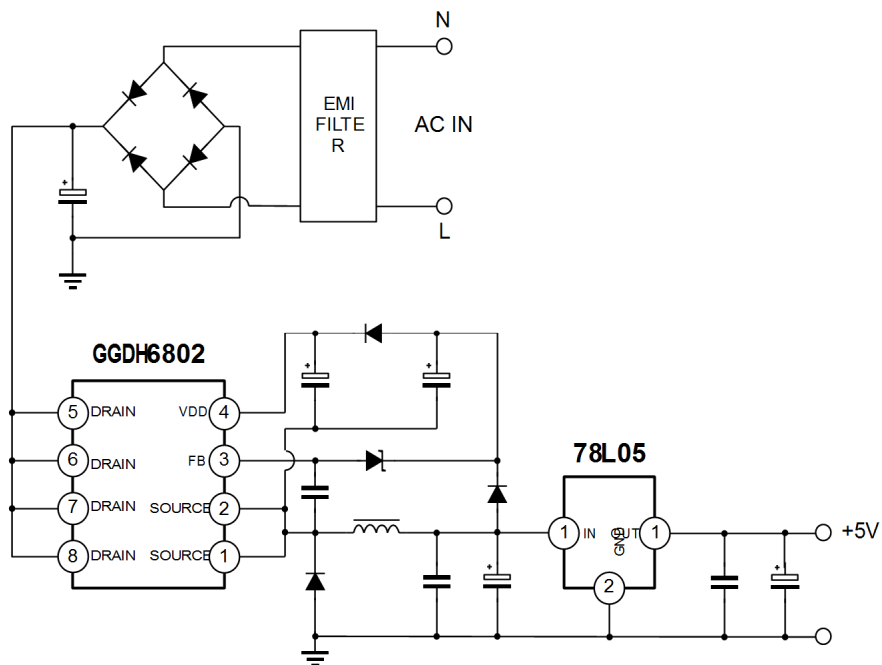 N
EMI
FILTE
R
AC IN
L
GGDH6802
5 DRAIN VDD 4
6 DRAIN FB 3
7 DRAIN SOURCE 2
8 DRAIN SOURCE 1
+
+
+
78L05
1 IN GND OUT 1
2
+
+
+5V